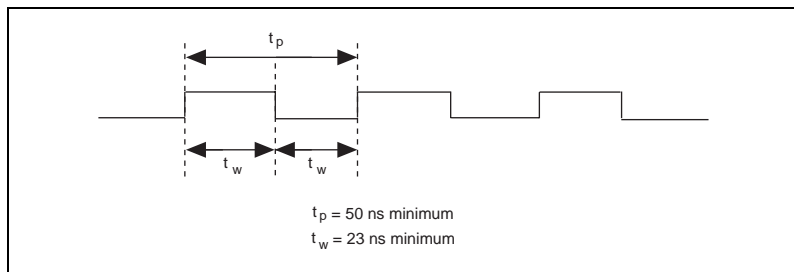 t p
t w t w
t p = 50 ns minimum
t w = 23 ns minimum